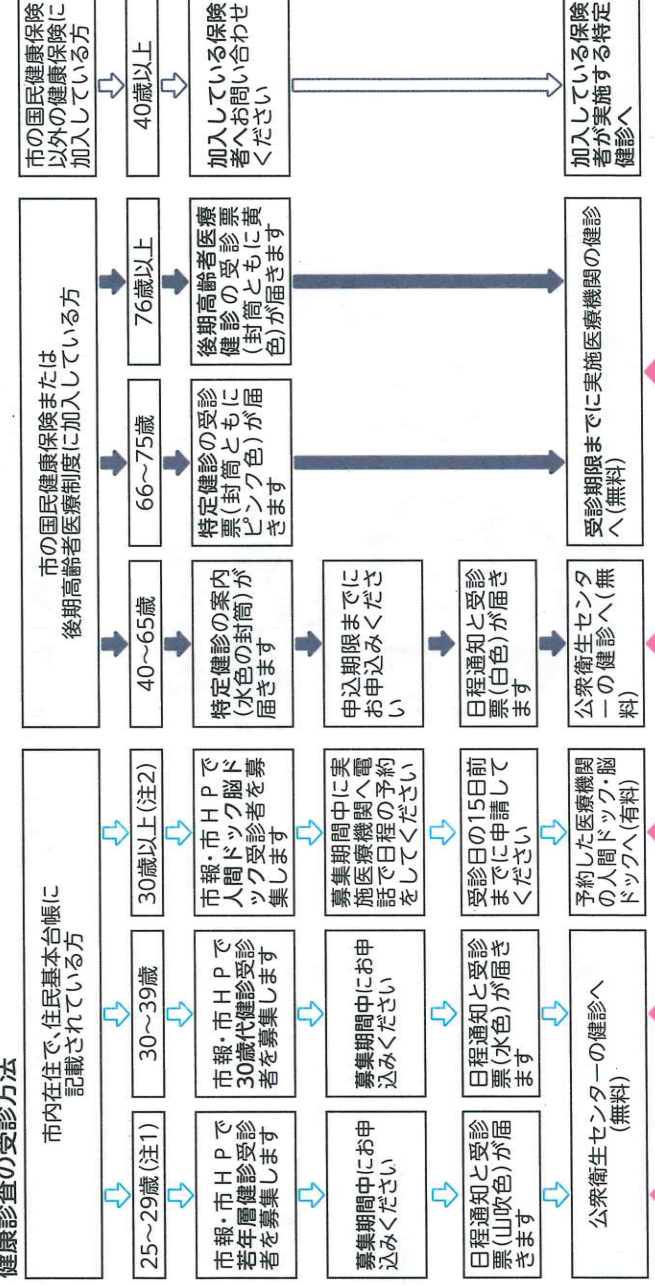 健康診査の受診方法
市内在住で、住民基本台帳に
記載されている方
25～29歳(注1)
市報・市ＨＰで
若年層健診受診
者を募集します
募集期間中にお申
込みください
日程通知と受診
票(山吹色)が届
きます
30～39歳
市報・市ＨＰで
30歳代健診受診
者を募集します
募集期間中にお申
込みください
日程通知と受診
票(水色)が届き
ます
公衆衛生センターの健診へ
(無料)
30歳以上(注2)
市報・市ＨＰで
人間ドック脳ド
ック受診者を募
集します
募集期間中に実
施医療機関へ電
話で日程の予約
をしてください
受診日の15日前
までに申請して
ください
予約した医療機関
の人間ドック・脳
ドックへ(有料)
市の国民健康保険または
後期高齢者医療制度に加入している方
40～65歳
特定健診の案内
(水色の封筒)が
届きます
申込期限までに
お申込みくださ
い
日程通知と受診
票(白色)が届き
ます
公衆衛生センタ
ーの健診へ(無
料)
66～75歳
特定健診の受診
票(封筒ともに
ピンク色)が届
きます
76歳以上
後期高齢者医療
健診の受診票
(封筒ともに黄
色)が届きます
受診期限までに実施医療機関の健診
へ(無料)
市の国民健康保険
以外の健康保険に
加入している方
40歳以上
加入している保険
者へお問い合わせ
ください
加入している保険
者が実施する特定
健診へ